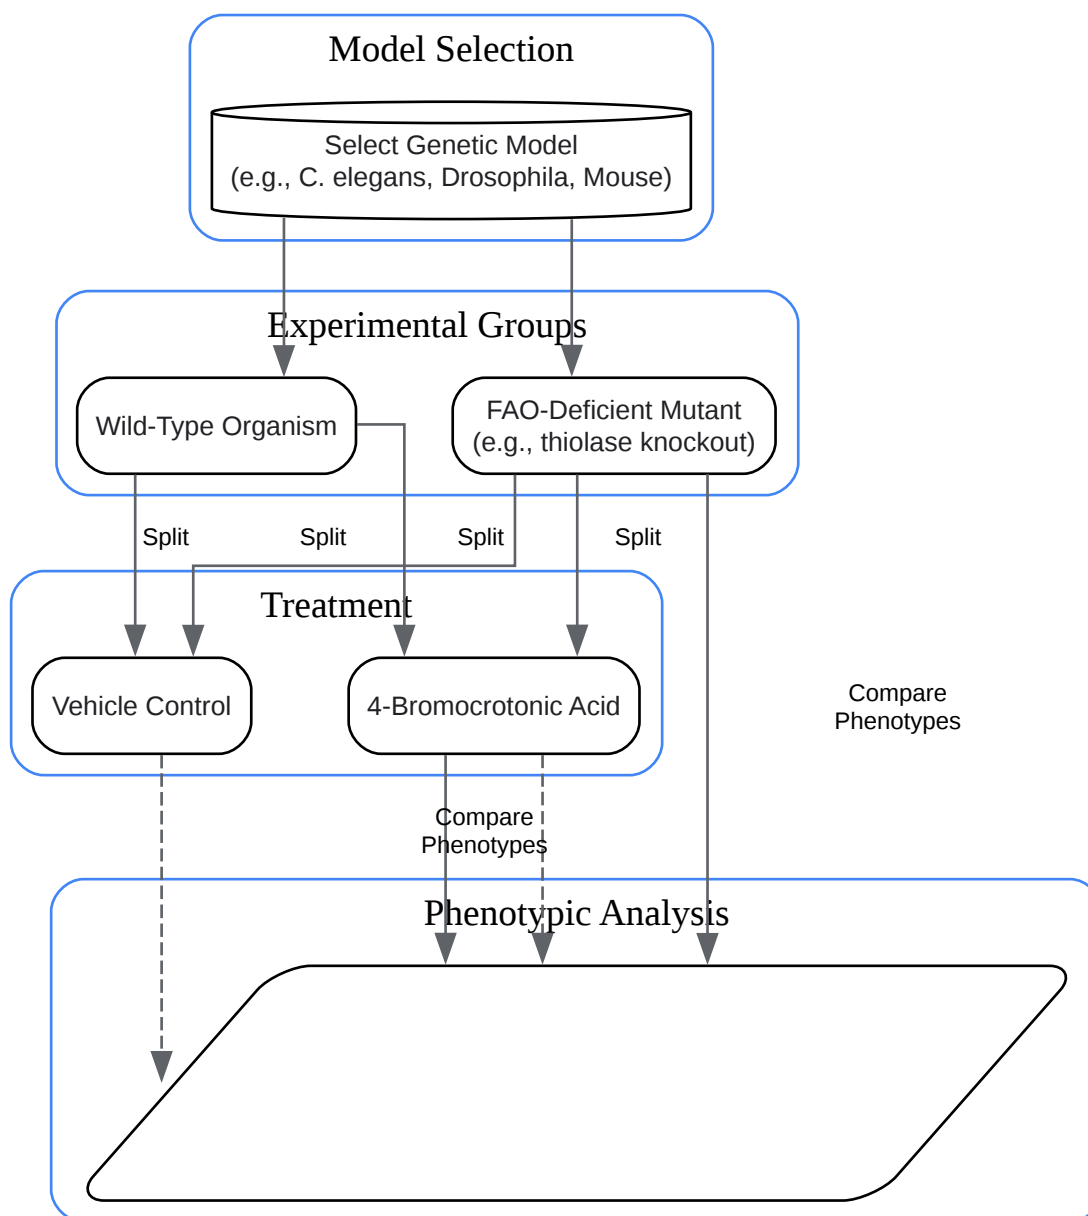 Model Selection
Select Genetic Model
(e.g., C. elegans, Drosophila, Mouse)
Experimental Groups
Wild-Type Organism
FAO-Deficient Mutant
(e.g., thiolase knockout)
Split
Split
Split
Split
Treatment
Vehicle Control
4-Bromocrotonic Acid
Compare
Phenotypes
Compare
Phenotypes
Phenotypic Analysis